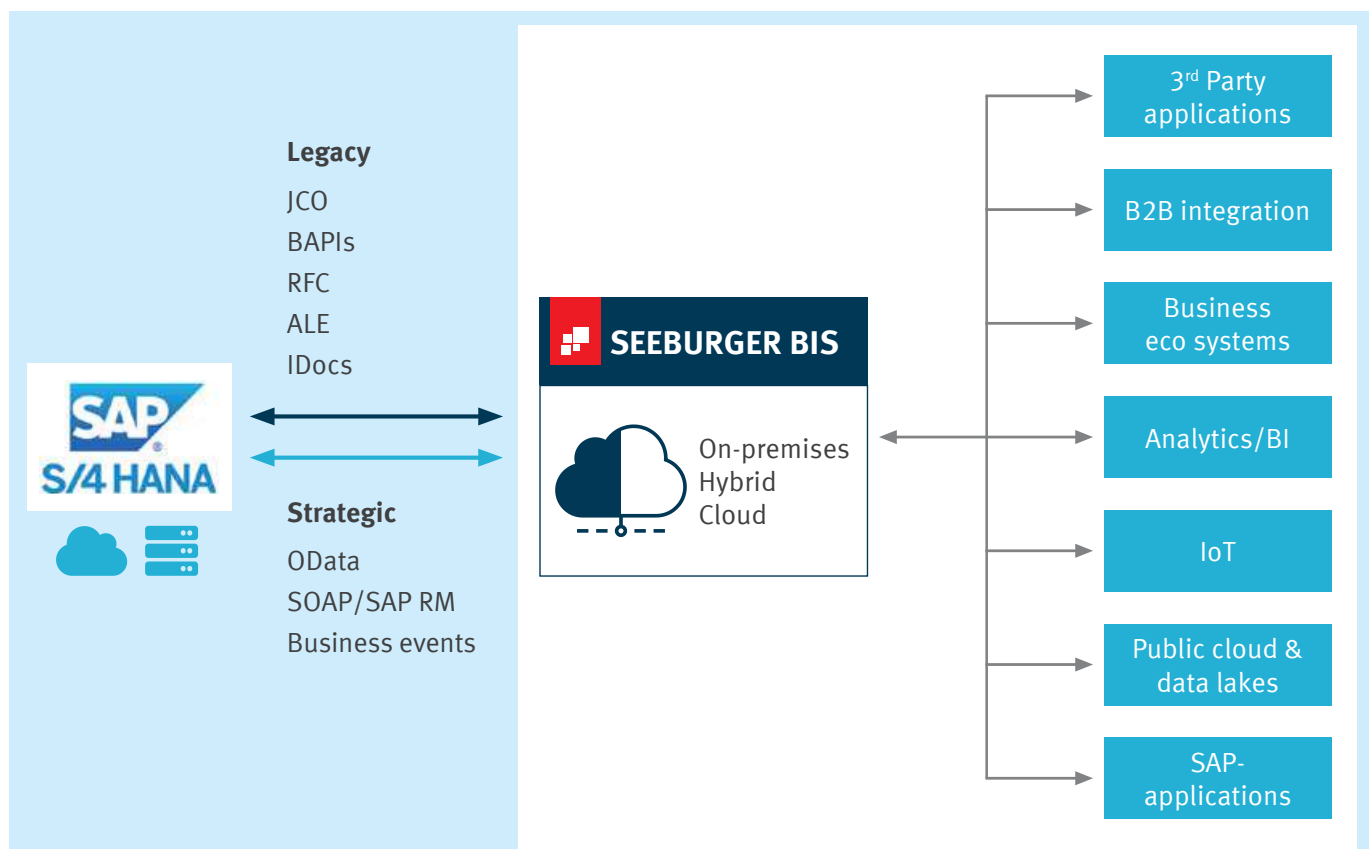 Legacy
JCO
BAPIs
RFC
ALE
IDocs
SAP
®
S/4 HANA
Strategic
OData
SOAP/SAP RM
Business events
SEEBURGER BIS
On-premises
Hybrid
Cloud
3rd Party
applications
B2B integration
Business
eco systems
Analytics/BI
IoT
Public cloud &
data lakes
SAP-
applications